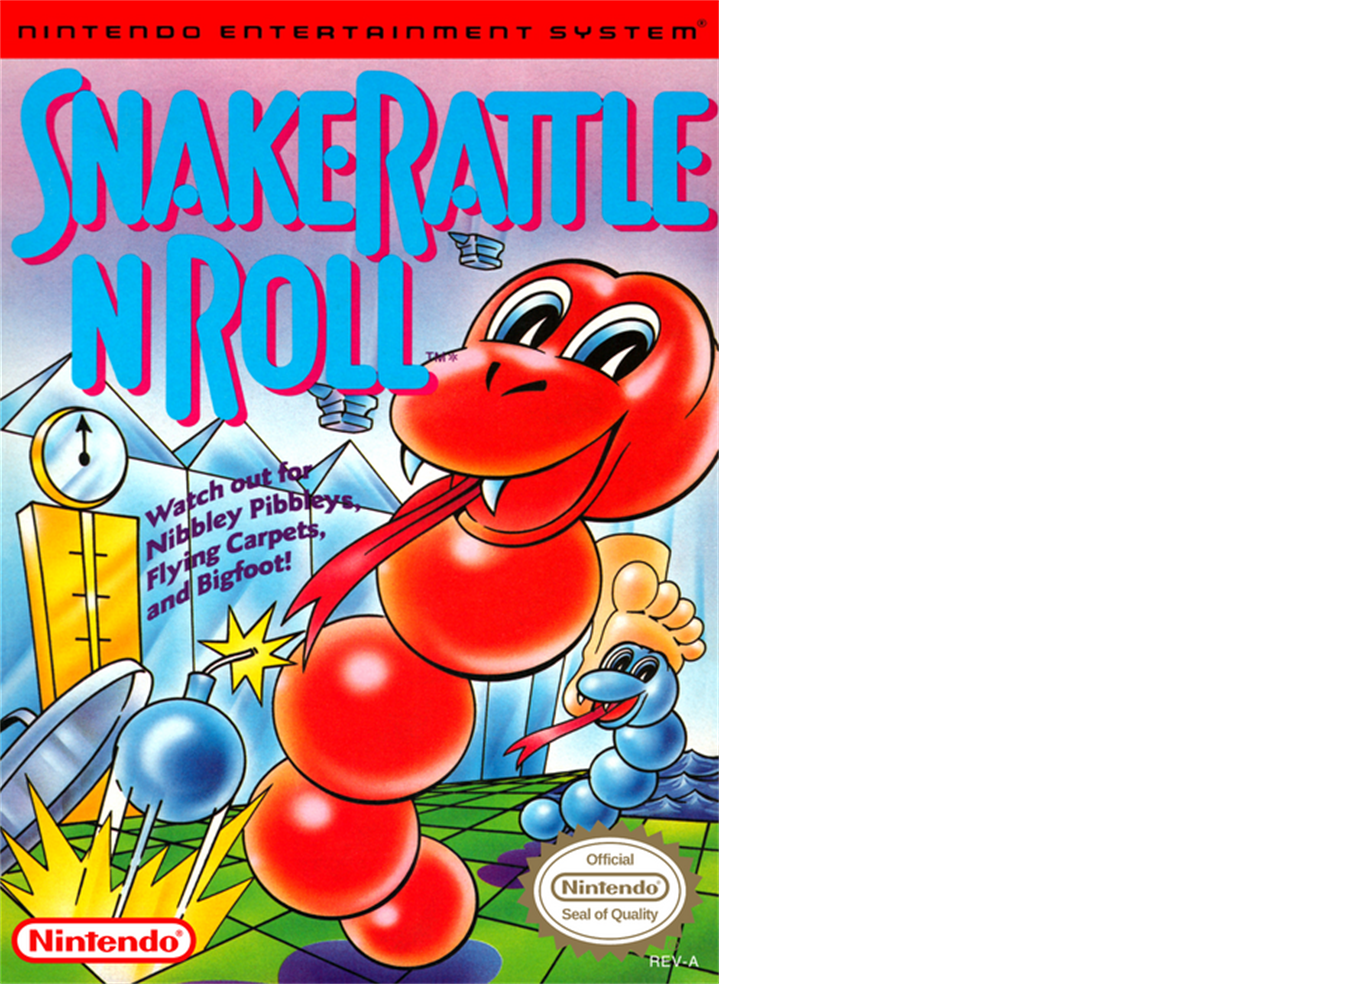 NINTENDO ENTERTAINMENT SYSTEM®
SNAKE RATTLE
N ROLL
TM*
Watch out for
Nibbley Pibbleys,
Flying Carpets,
and Bigfoot!
Official
Nintendo®
Seal of Quality
Nintendo®
REV-A